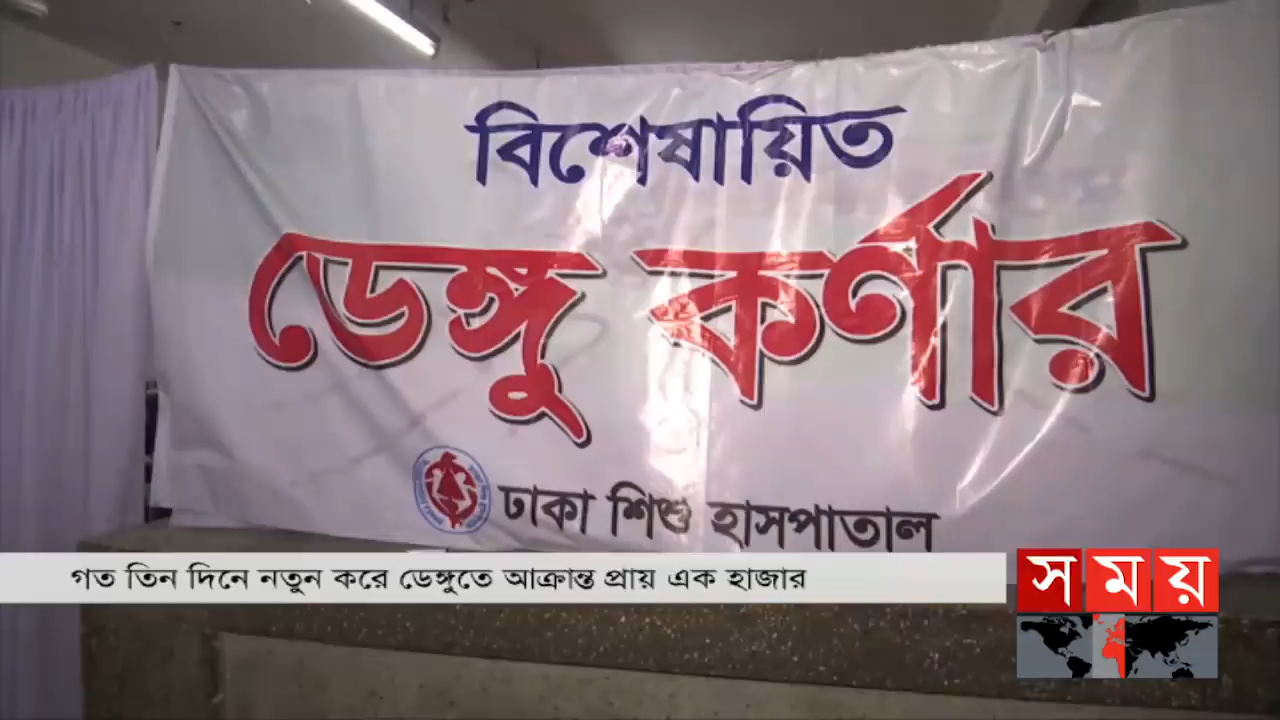 বিশেষায়িত
ডেঙ্গু কর্ণার
ঢাকা শিশু হাসপাতাল
গত তিন দিনে নতুন করে ডেঙ্গুতে আক্রান্ত প্রায় এক হাজার
সময়